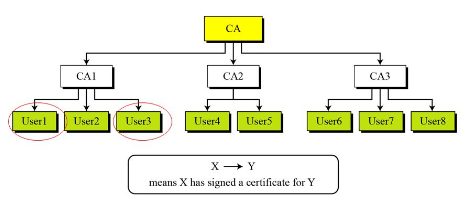 CA
CA1 CA2 CA3
User1 User2 User3 User4 User5 User6 User7 User8
X → Y
means X has signed a certificate for Y